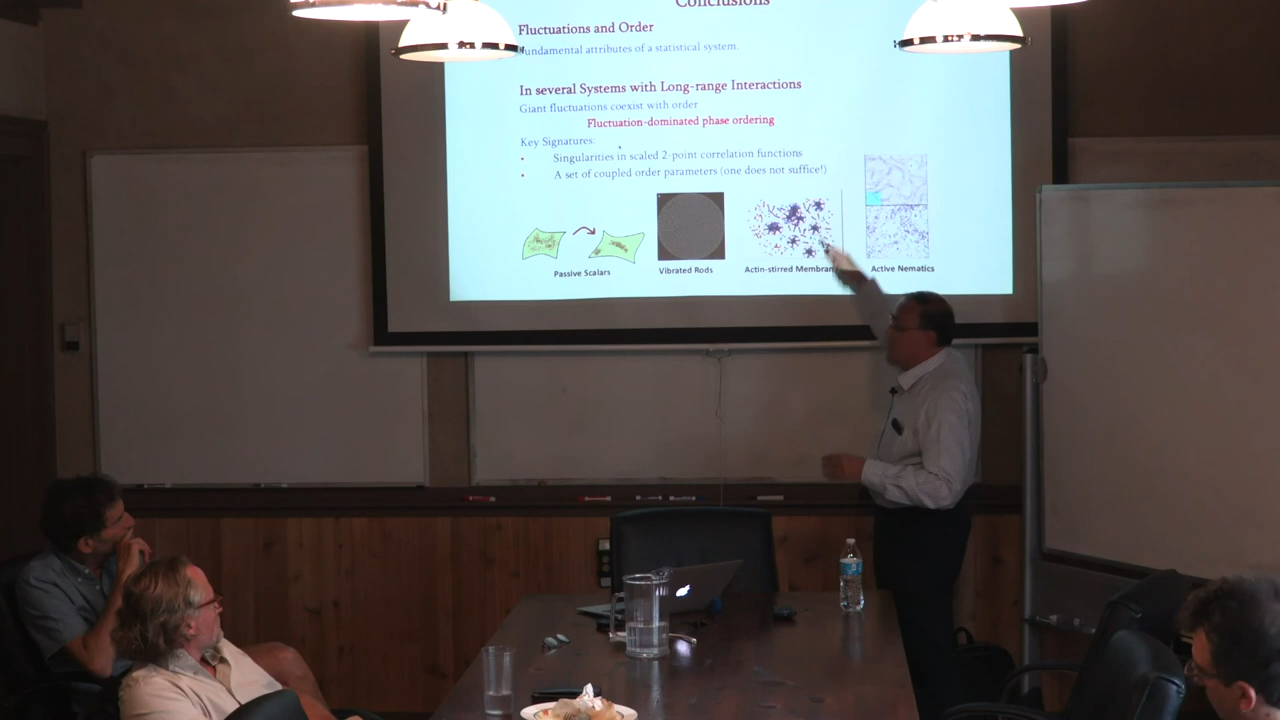 Conclusions
Fluctuations and Order
Fundamental attributes of a statistical system.
In several Systems with Long-range Interactions
Giant fluctuations coexist with order
Fluctuation-dominated phase ordering
Key Signatures:
• Singularities in scaled 2-point correlation functions
• A set of coupled order parameters (one does not suffice!)
Passive Scalars
Vibrated Rods
Actin-stirred Membran
Active Nematics